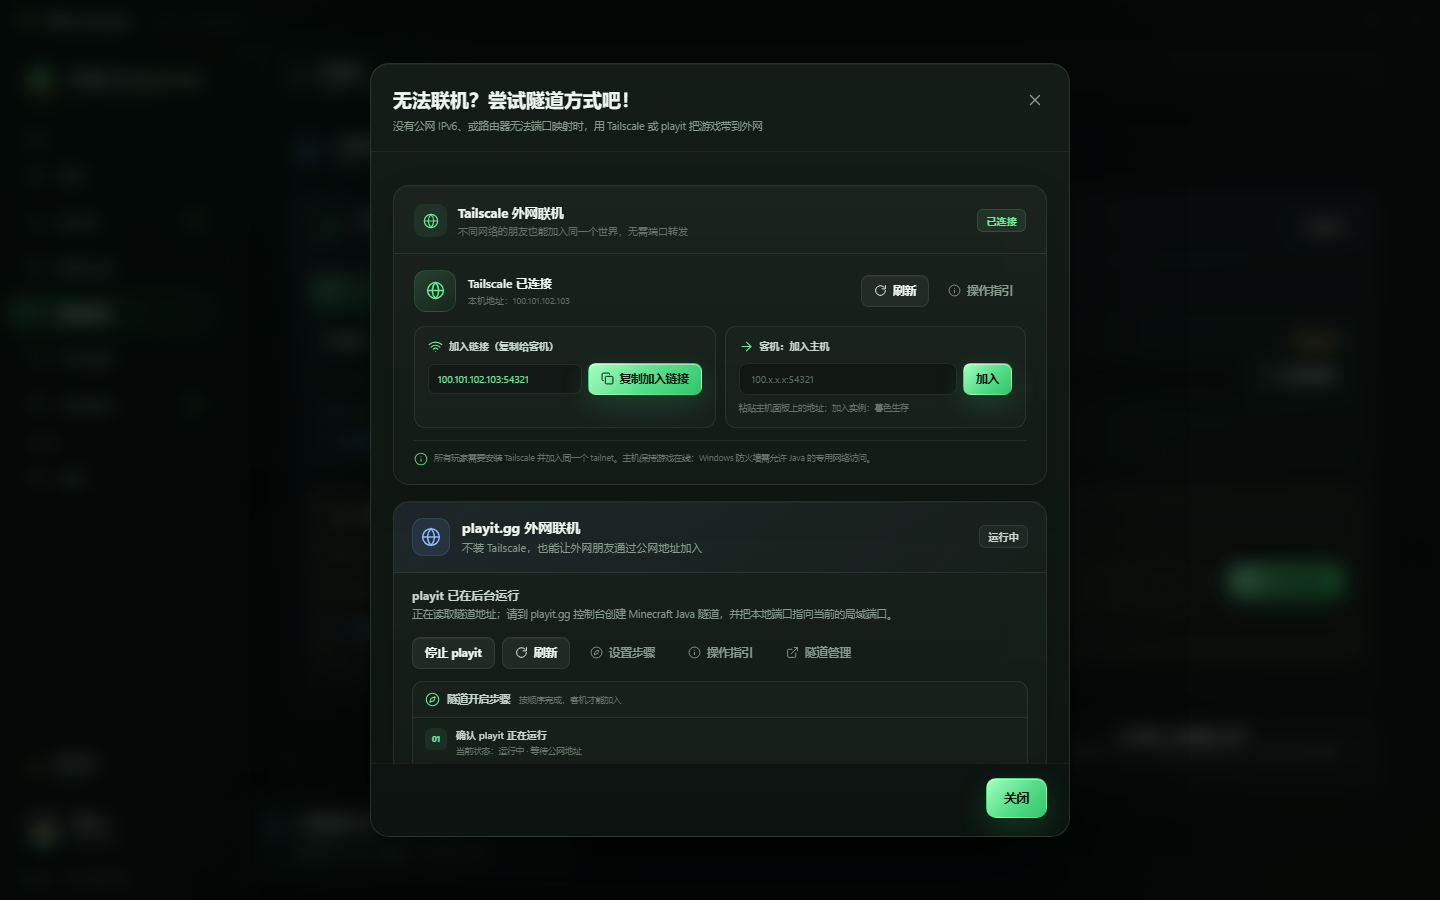 无法联机？尝试隧道方式吧！
没有公网 IPv6、或路由器无法端口映射时，用 Tailscale 或 playit 把游戏带到外网
Tailscale 外网联机
不同网络的朋友也能加入同一个世界，无需端口转发
已连接
Tailscale 已连接
本机地址：100.101.102.103
刷新
操作指引
加入链接（复制给客机）
100.101.102.103:54321
复制加入链接
客机：加入主机
100.x.x.x:54321
加入
粘贴主机面板上的地址；加入实例：暮色生存
所有玩家需要安装 Tailscale 并加入同一个 tailnet。主机保持游戏在线；Windows 防火墙需允许 Java 的专用网络访问。
playit.gg 外网联机
不装 Tailscale，也能让外网朋友通过公网地址加入
运行中
playit 已在后台运行
正在读取隧道地址；请到 playit.gg 控制台创建 Minecraft Java 隧道，并把本地端口指向当前的局域端口。
停止 playit
刷新
设置步骤
操作指引
隧道管理
隧道开启步骤
按顺序完成，客机才能加入
01
确认 playit 正在运行
当前状态：运行中 · 等待公网地址
关闭